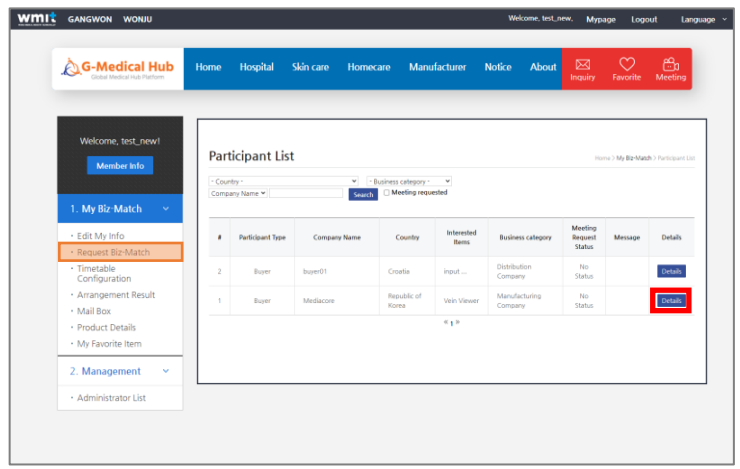 wmit GANGWON WONJU Welcome, test_new, Mypage Logout Language
G-Medical Hub
Global Medical Hub Platform
Home Hospital Skin care Homecare Manufacturer Notice About Inquiry Favorite Meeting
Welcome, test_new!
Member Info
1. My Biz-Match
· Edit My Info
· Request Biz-Match
· Timetable
Configuration
· Arrangement Result
· Mail Box
· Product Details
· My Favorite Item
2. Management
· Administrator List
Participant List
Home > My Biz-Match > Participant List
- Country - - Business category -
Company Name Search Meeting requested
# Participant Type Company Name Country Interested Items Business category Meeting Request Status Message Details
2 Buyer buyer01 Croatia input ... Distribution Company No Status Details
1 Buyer Mediacore Republic of Korea Vein Viewer Manufacturing Company No Status Details
« 1 »